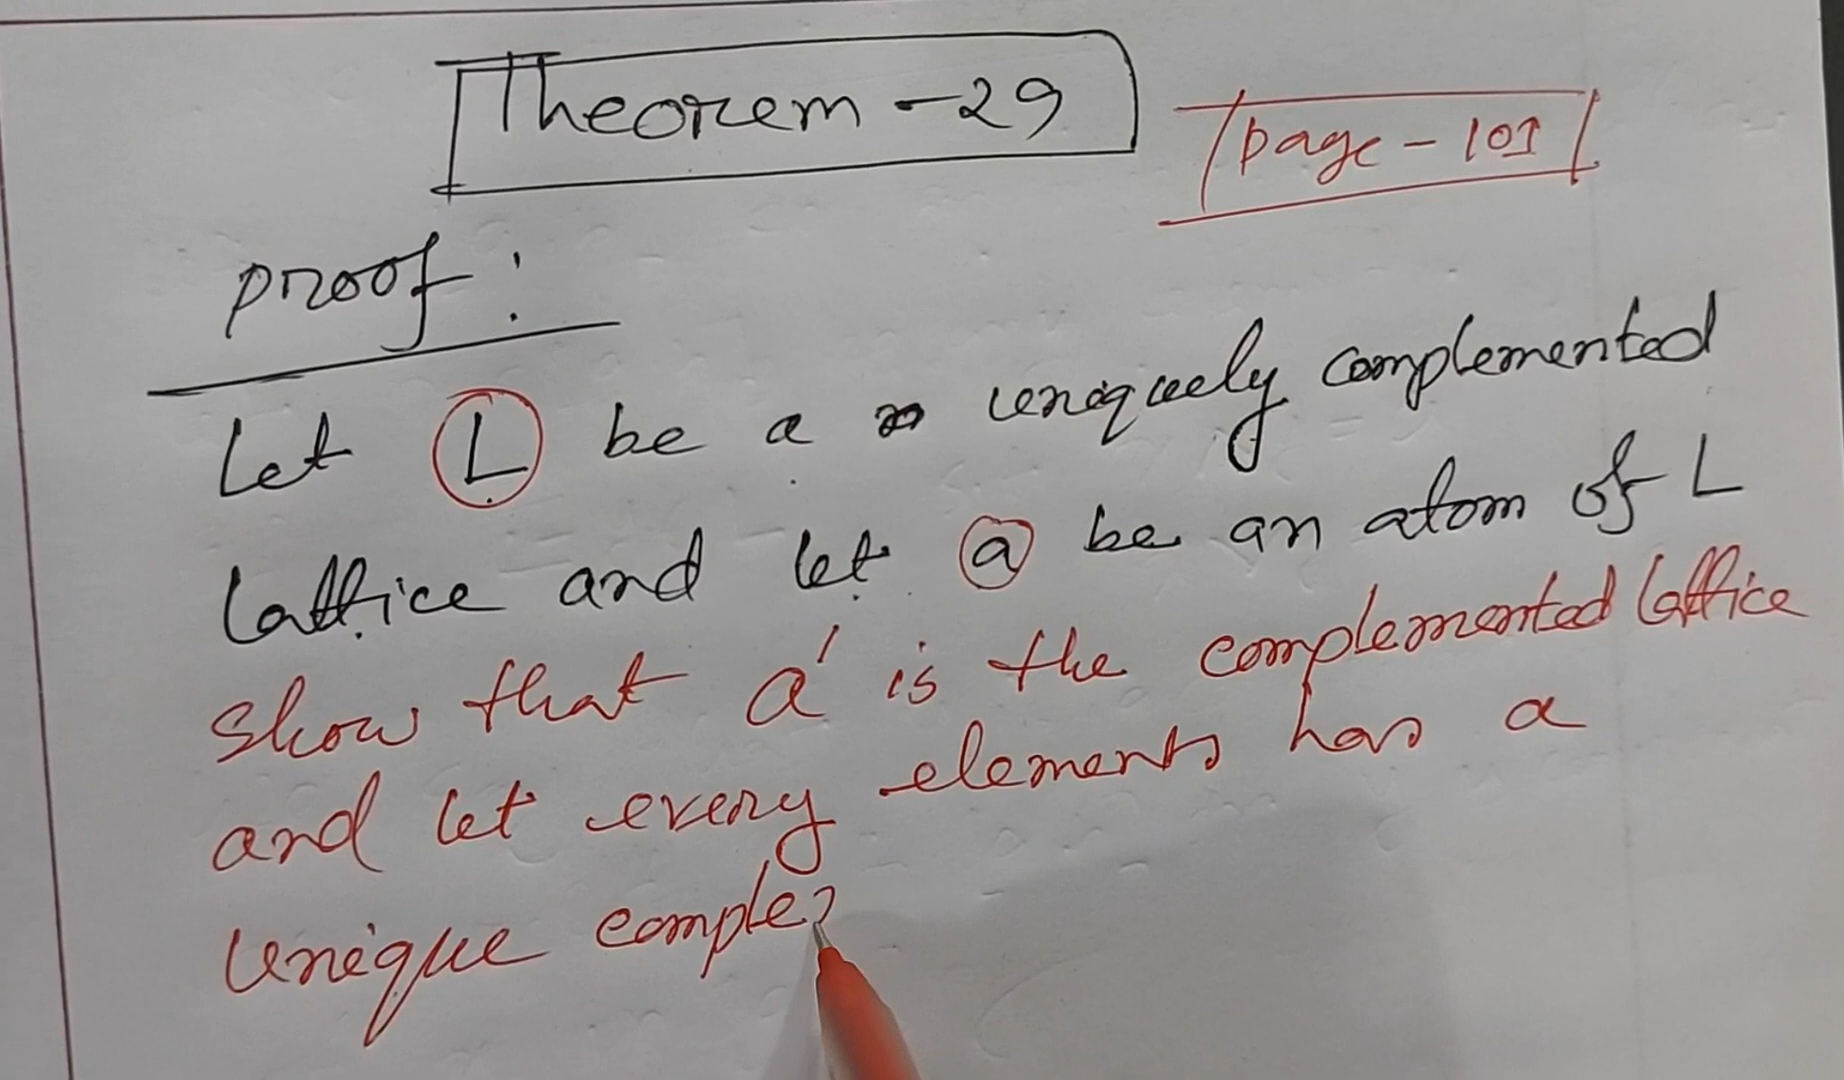 Theorem - 29
page - 101
proof :
Let L be a uniquely complemented
lattice and let a be an atom of L
show that a' is the complemented lattice
and let every elements has a
unique comple